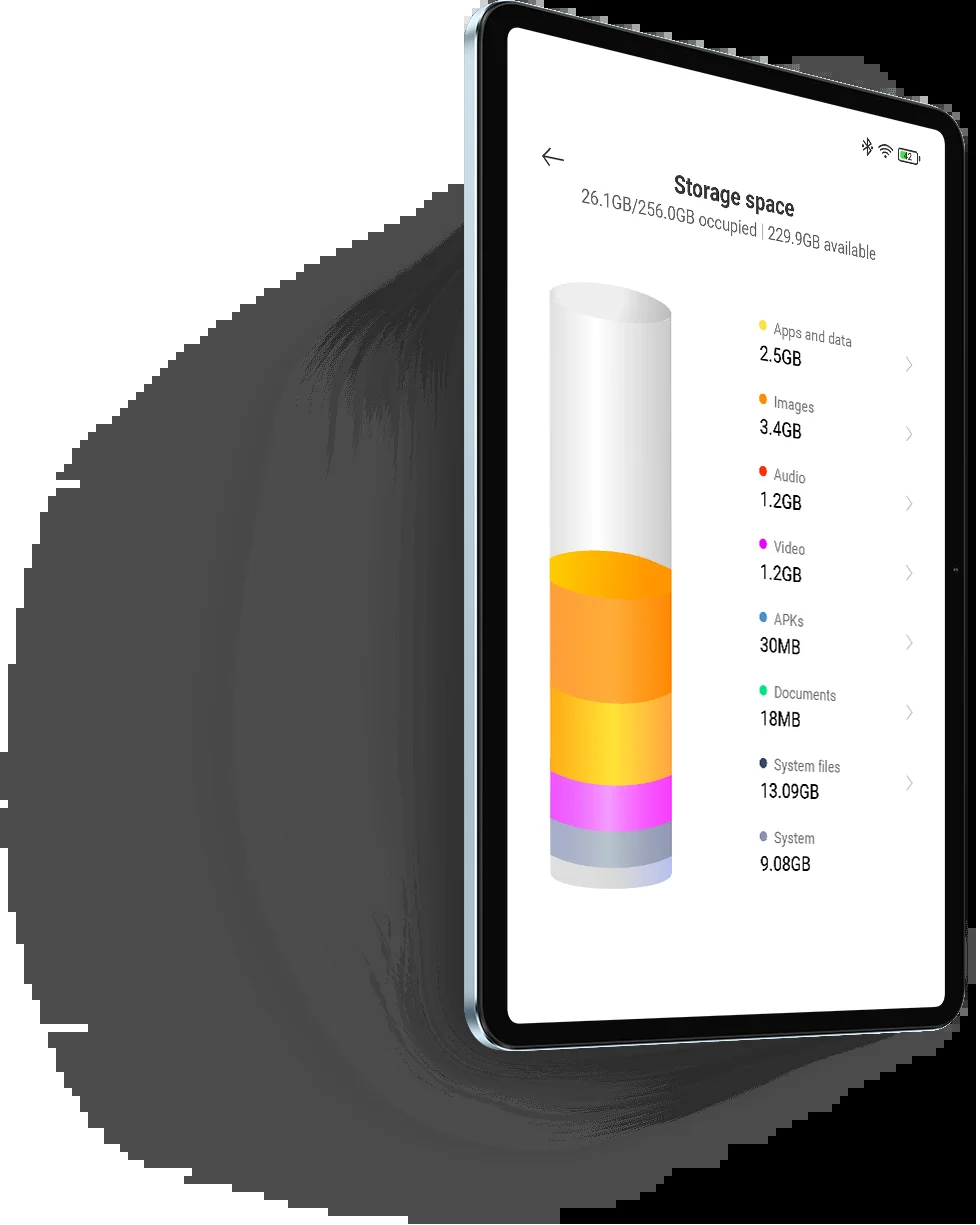 42
Storage space
26.1GB/256.0GB occupied | 229.9GB available
Apps and data
2.5GB
Images
3.4GB
Audio
1.2GB
Video
1.2GB
APKs
30MB
Documents
18MB
System files
13.09GB
System
9.08GB